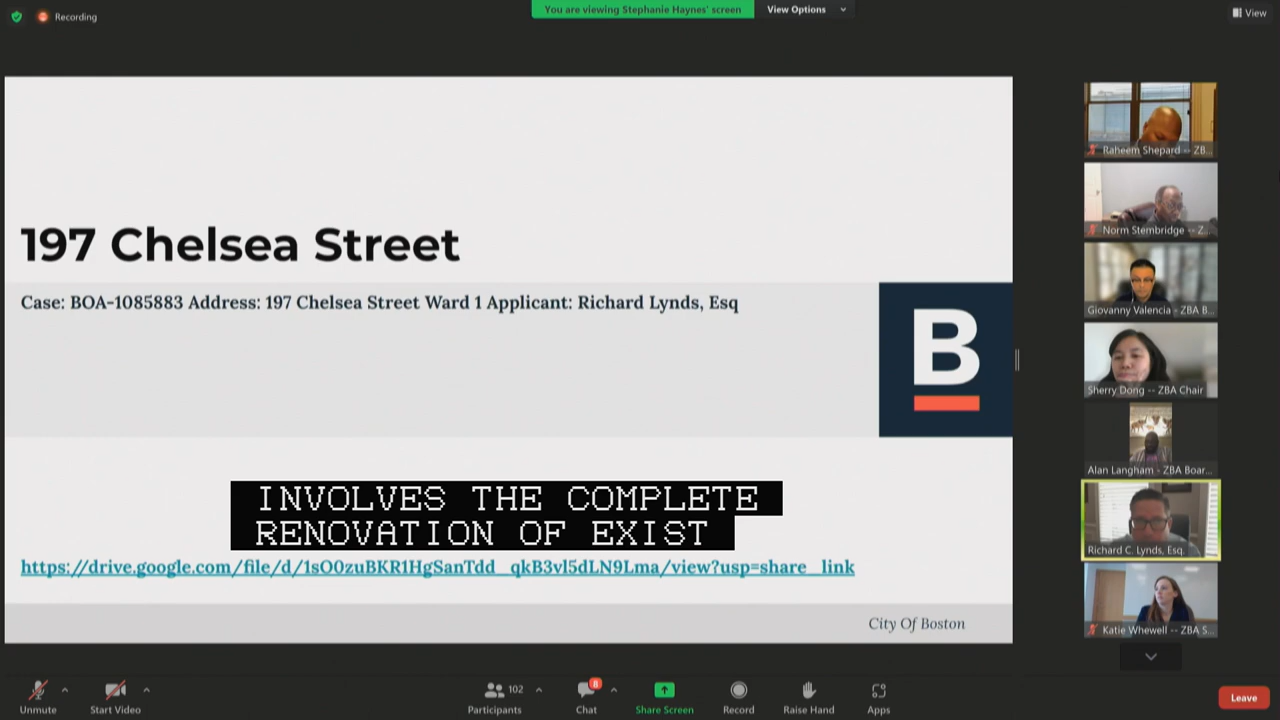 Recording
You are viewing Stephanie Haynes' screen
View Options
View
197 Chelsea Street
Case: BOA-1085883 Address: 197 Chelsea Street Ward 1 Applicant: Richard Lynds, Esq
B
INVOLVES THE COMPLETE
RENOVATION OF EXIST
https://drive.google.com/file/d/1sO0zuBKR1HgSanTdd_qkB3vl5dLN9Lma/view?usp=share_link
City Of Boston
Raheem Shepard -- ZB...
Norm Stembridge -- Z...
Giovanny Valencia - ZBA B...
Sherry Dong -- ZBA Chair
Alan Langham - ZBA Boar...
Richard C. Lynds, Esq.
Katie Whewell -- ZBA S...
Unmute
Start Video
102
Participants
8
Chat
Share Screen
Record
Raise Hand
Apps
Leave